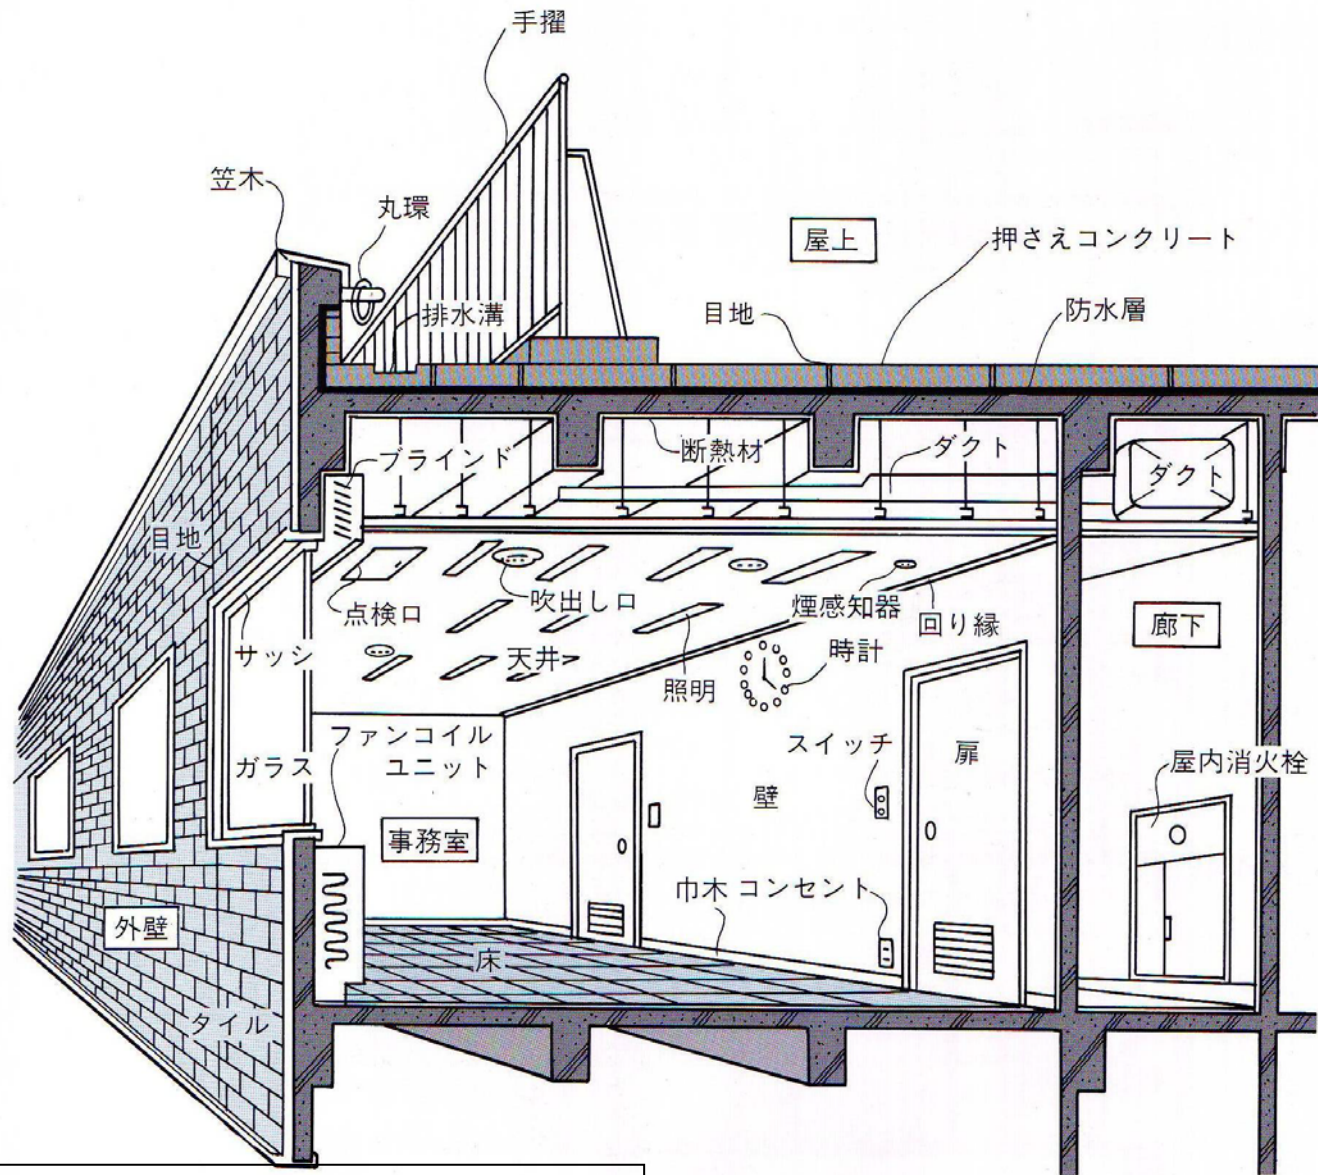 手擢
笠木
丸環
屋上
押さえコンクリート
排水溝
目地
防水層
ブラインド
断熱材
ダクト
ダクト
目地
点検口
吹出し口
煙感知器
回り縁
廊下
サッシ
天井
照明
時計
ファンコイル
ユニット
ガラス
スイッチ
扉
壁
屋内消火栓
事務室
巾木
コンセント
外壁
床
タイル